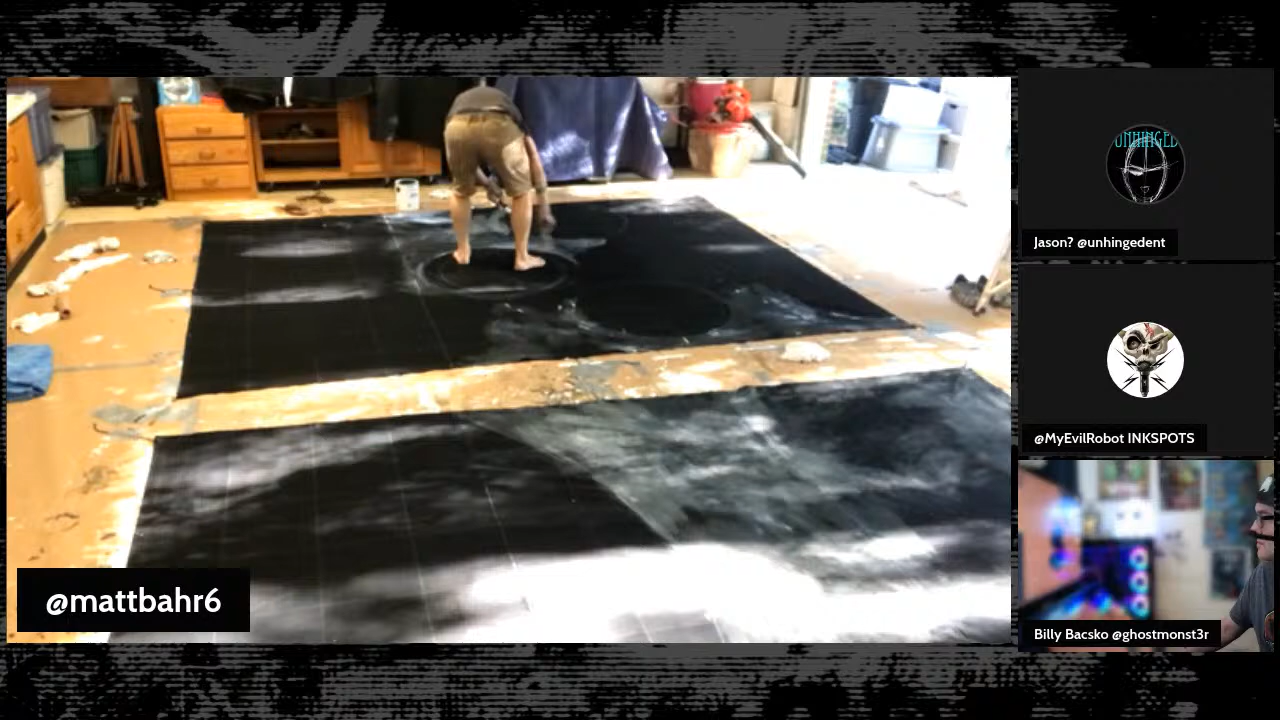 UNHINGED
Jason? @unhingedent
@MyEvilRobot INKSPOTS
@mattbahr6
Billy Bacsko @ghostmonst3r